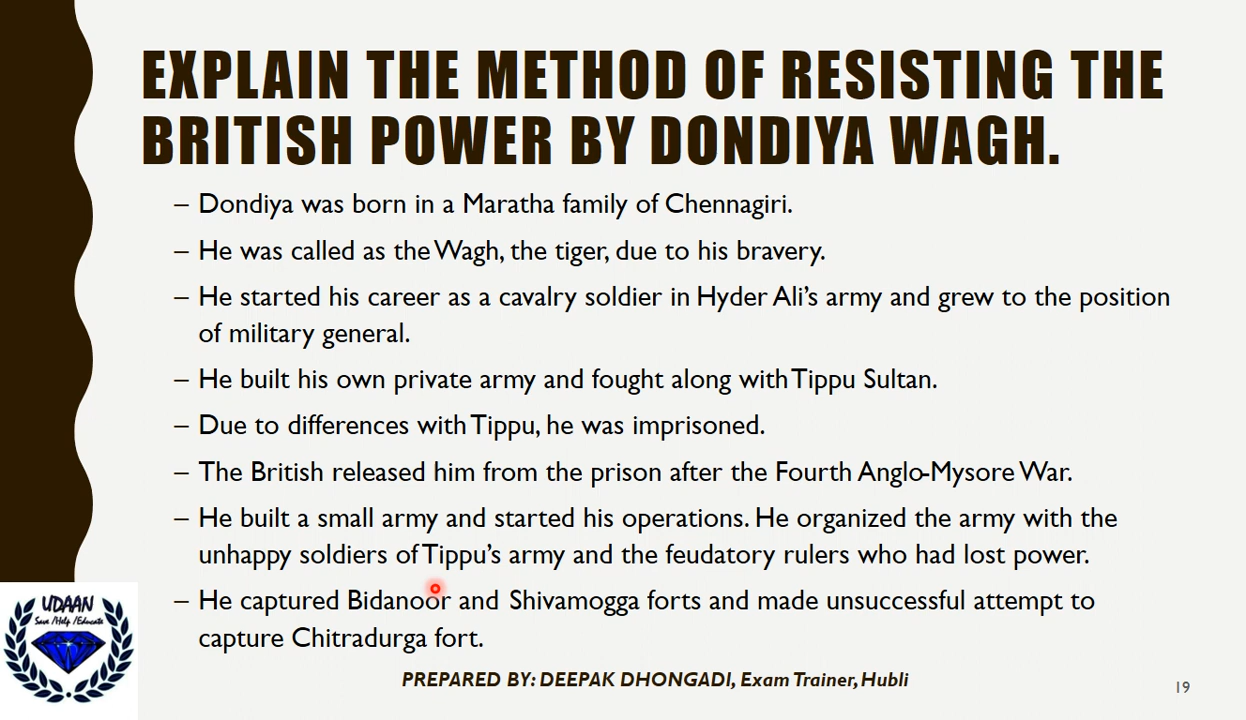 EXPLAIN THE METHOD OF RESISTING THE
BRITISH POWER BY DONDIYA WAGH.
– Dondiya was born in a Maratha family of Chennagiri.
– He was called as the Wagh, the tiger, due to his bravery.
– He started his career as a cavalry soldier in Hyder Ali's army and grew to the position
of military general.
– He built his own private army and fought along with Tippu Sultan.
– Due to differences with Tippu, he was imprisoned.
– The British released him from the prison after the Fourth Anglo-Mysore War.
– He built a small army and started his operations. He organized the army with the
unhappy soldiers of Tippu's army and the feudatory rulers who had lost power.
– He captured Bidanoor and Shivamogga forts and made unsuccessful attempt to
capture Chitradurga fort.
UDAAN
Save /Help /Educate
PREPARED BY: DEEPAK DHONGADI, Exam Trainer, Hubli
19